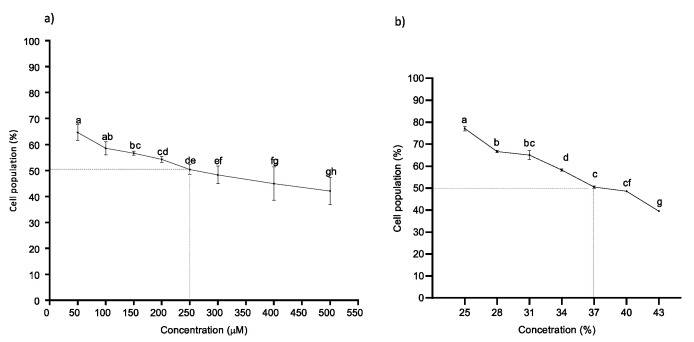 a)
100
90
80
70
60
50
40
30
20
10
0
Cell population (%)
a
ab
bc
cd
de
ef
fg
gh
0 50 100 150 200 250 300 350 400 450 500 550
Concentration (µM)
b)
100
90
80
70
60
50
40
30
20
10
0
Cell population (%)
a
b
bc
d
c
cf
g
25 28 31 34 37 40 43
Concetration (%)